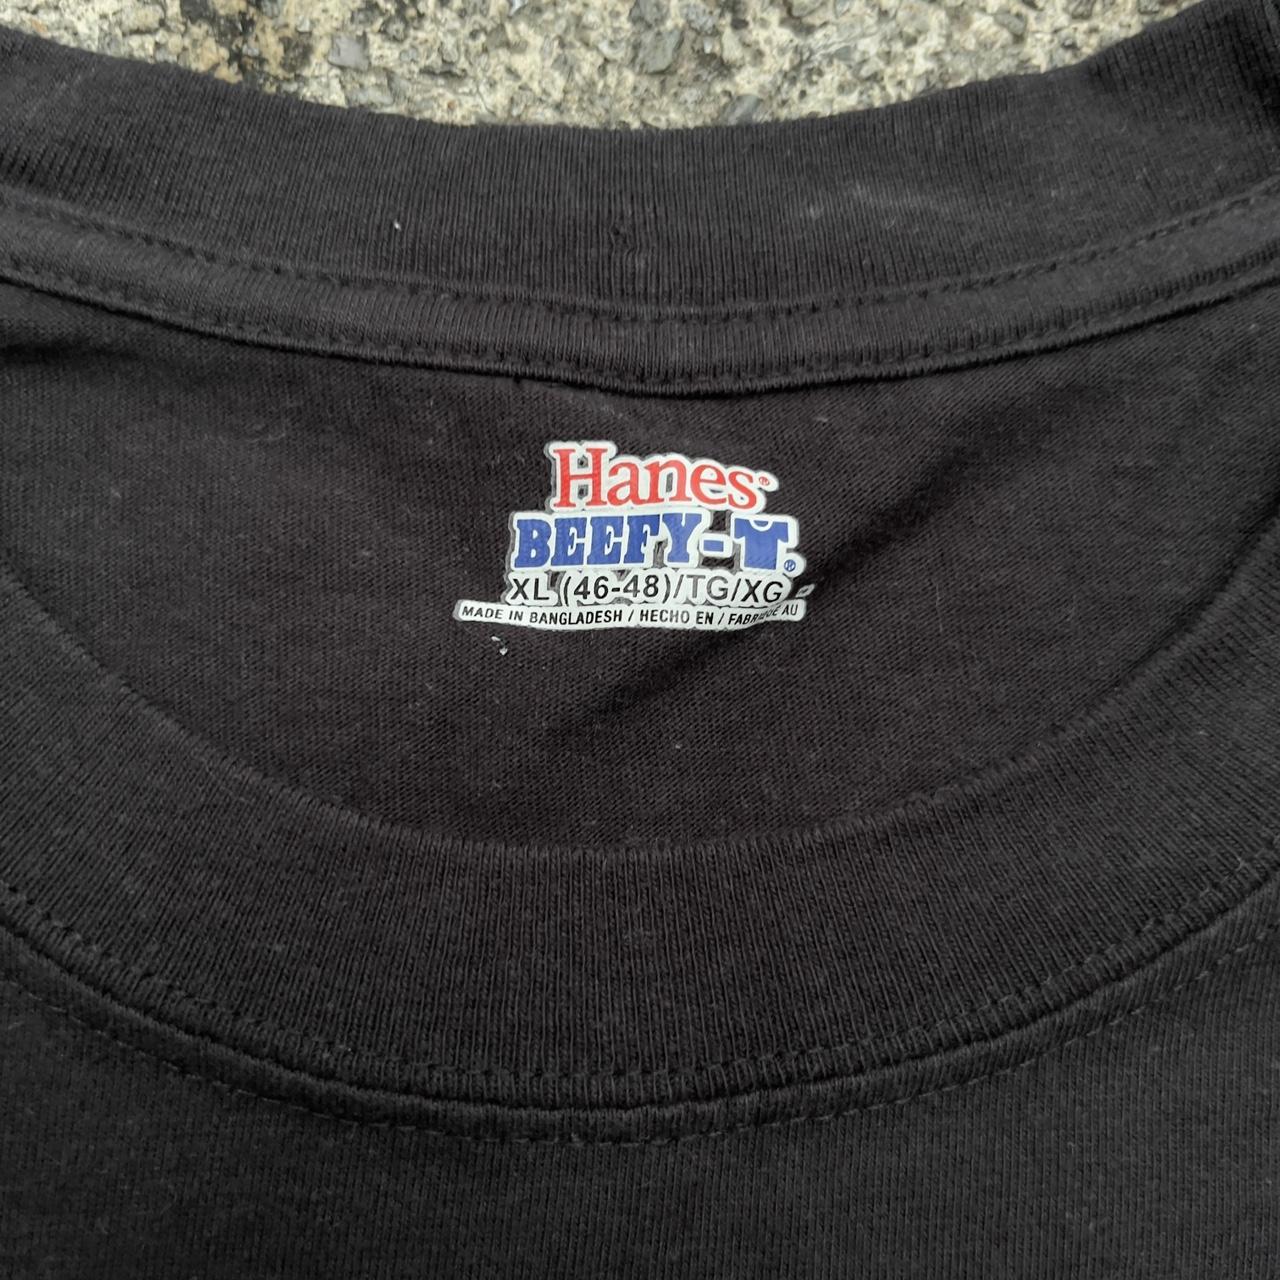 Hanes®
BEEFY-T®
XL (46-48)/TG/XG
MADE IN BANGLADESH / HECHO EN / FABRIQUÉ AU